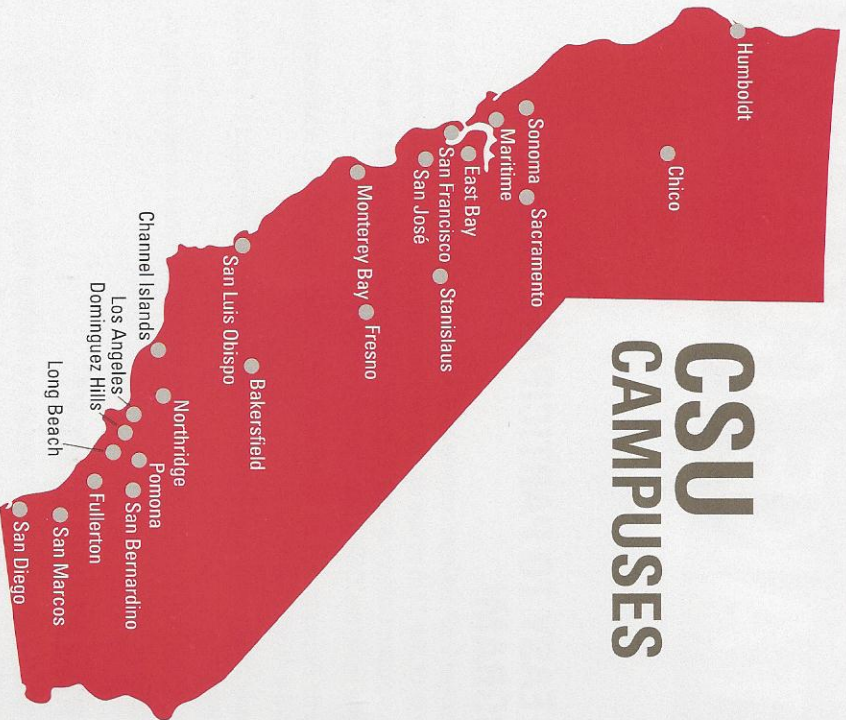 CSU
CAMPUSES
Humboldt
Chico
Sonoma
Sacramento
Maritime
East Bay
San Francisco
San José
Stanislaus
Monterey Bay
Fresno
San Luis Obispo
Bakersfield
Channel Islands
Northridge
Los Angeles
Dominguez Hills
Pomona
San Bernardino
Long Beach
Fullerton
San Marcos
San Diego